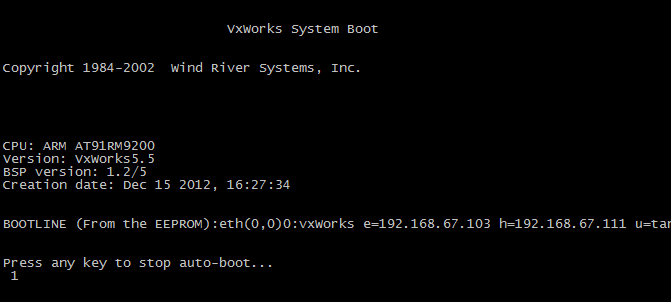 VxWorks System Boot
Copyright 1984-2002  Wind River Systems, Inc.
CPU: ARM AT91RM9200
Version: VxWorks5.5
BSP version: 1.2/5
Creation date: Dec 15 2012, 16:27:34
BOOTLINE (From the EEPROM):eth(0,0)0:vxWorks e=192.168.67.103 h=192.168.67.111 u=tar
Press any key to stop auto-boot...
1